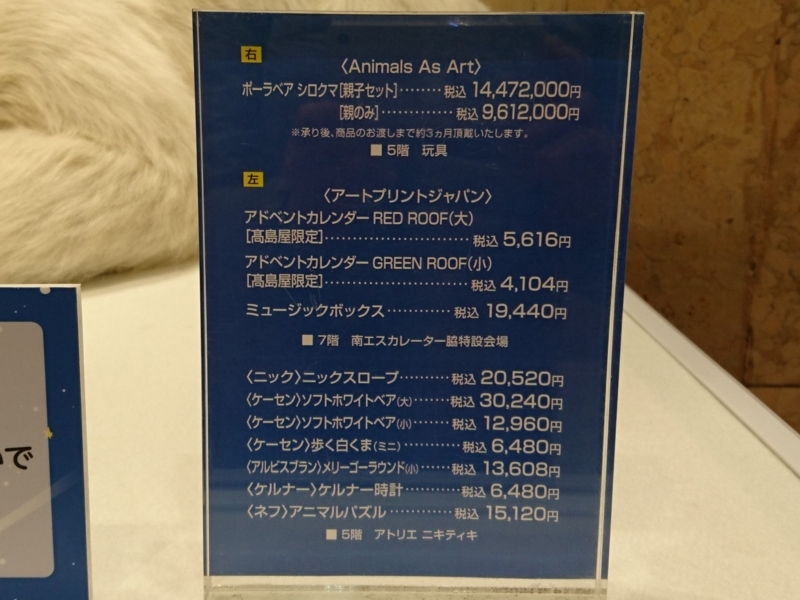 右
〈Animals As Art〉
ポーラベア シロクマ[親子セット]········税込 14,472,000円
[親のみ]·············税込 9,612,000円
※承り後、商品のお渡しまで約3ヵ月頂戴いたします。
■ 5階 玩具
左
〈アートプリントジャパン〉
アドベントカレンダー RED ROOF(大)
[髙島屋限定]··························税込 5,616円
アドベントカレンダー GREEN ROOF(小)
[髙島屋限定]··························税込 4,104円
ミュージックボックス············税込 19,440円
■ 7階 南エスカレーター脇特設会場
〈ニック〉ニックスロープ·········税込 20,520円
〈ケーセン〉ソフトホワイトベア(大)·····税込 30,240円
〈ケーセン〉ソフトホワイトベア(小)·····税込 12,960円
〈ケーセン〉歩く白くま(ミニ)············税込 6,480円
〈アルビスブラン〉メリーゴーラウンド(小)······税込 13,608円
〈ケルナー〉ケルナー時計···········税込 6,480円
〈ネフ〉アニマルパズル············税込 15,120円
■ 5階 アトリエ ニキティキ
いで